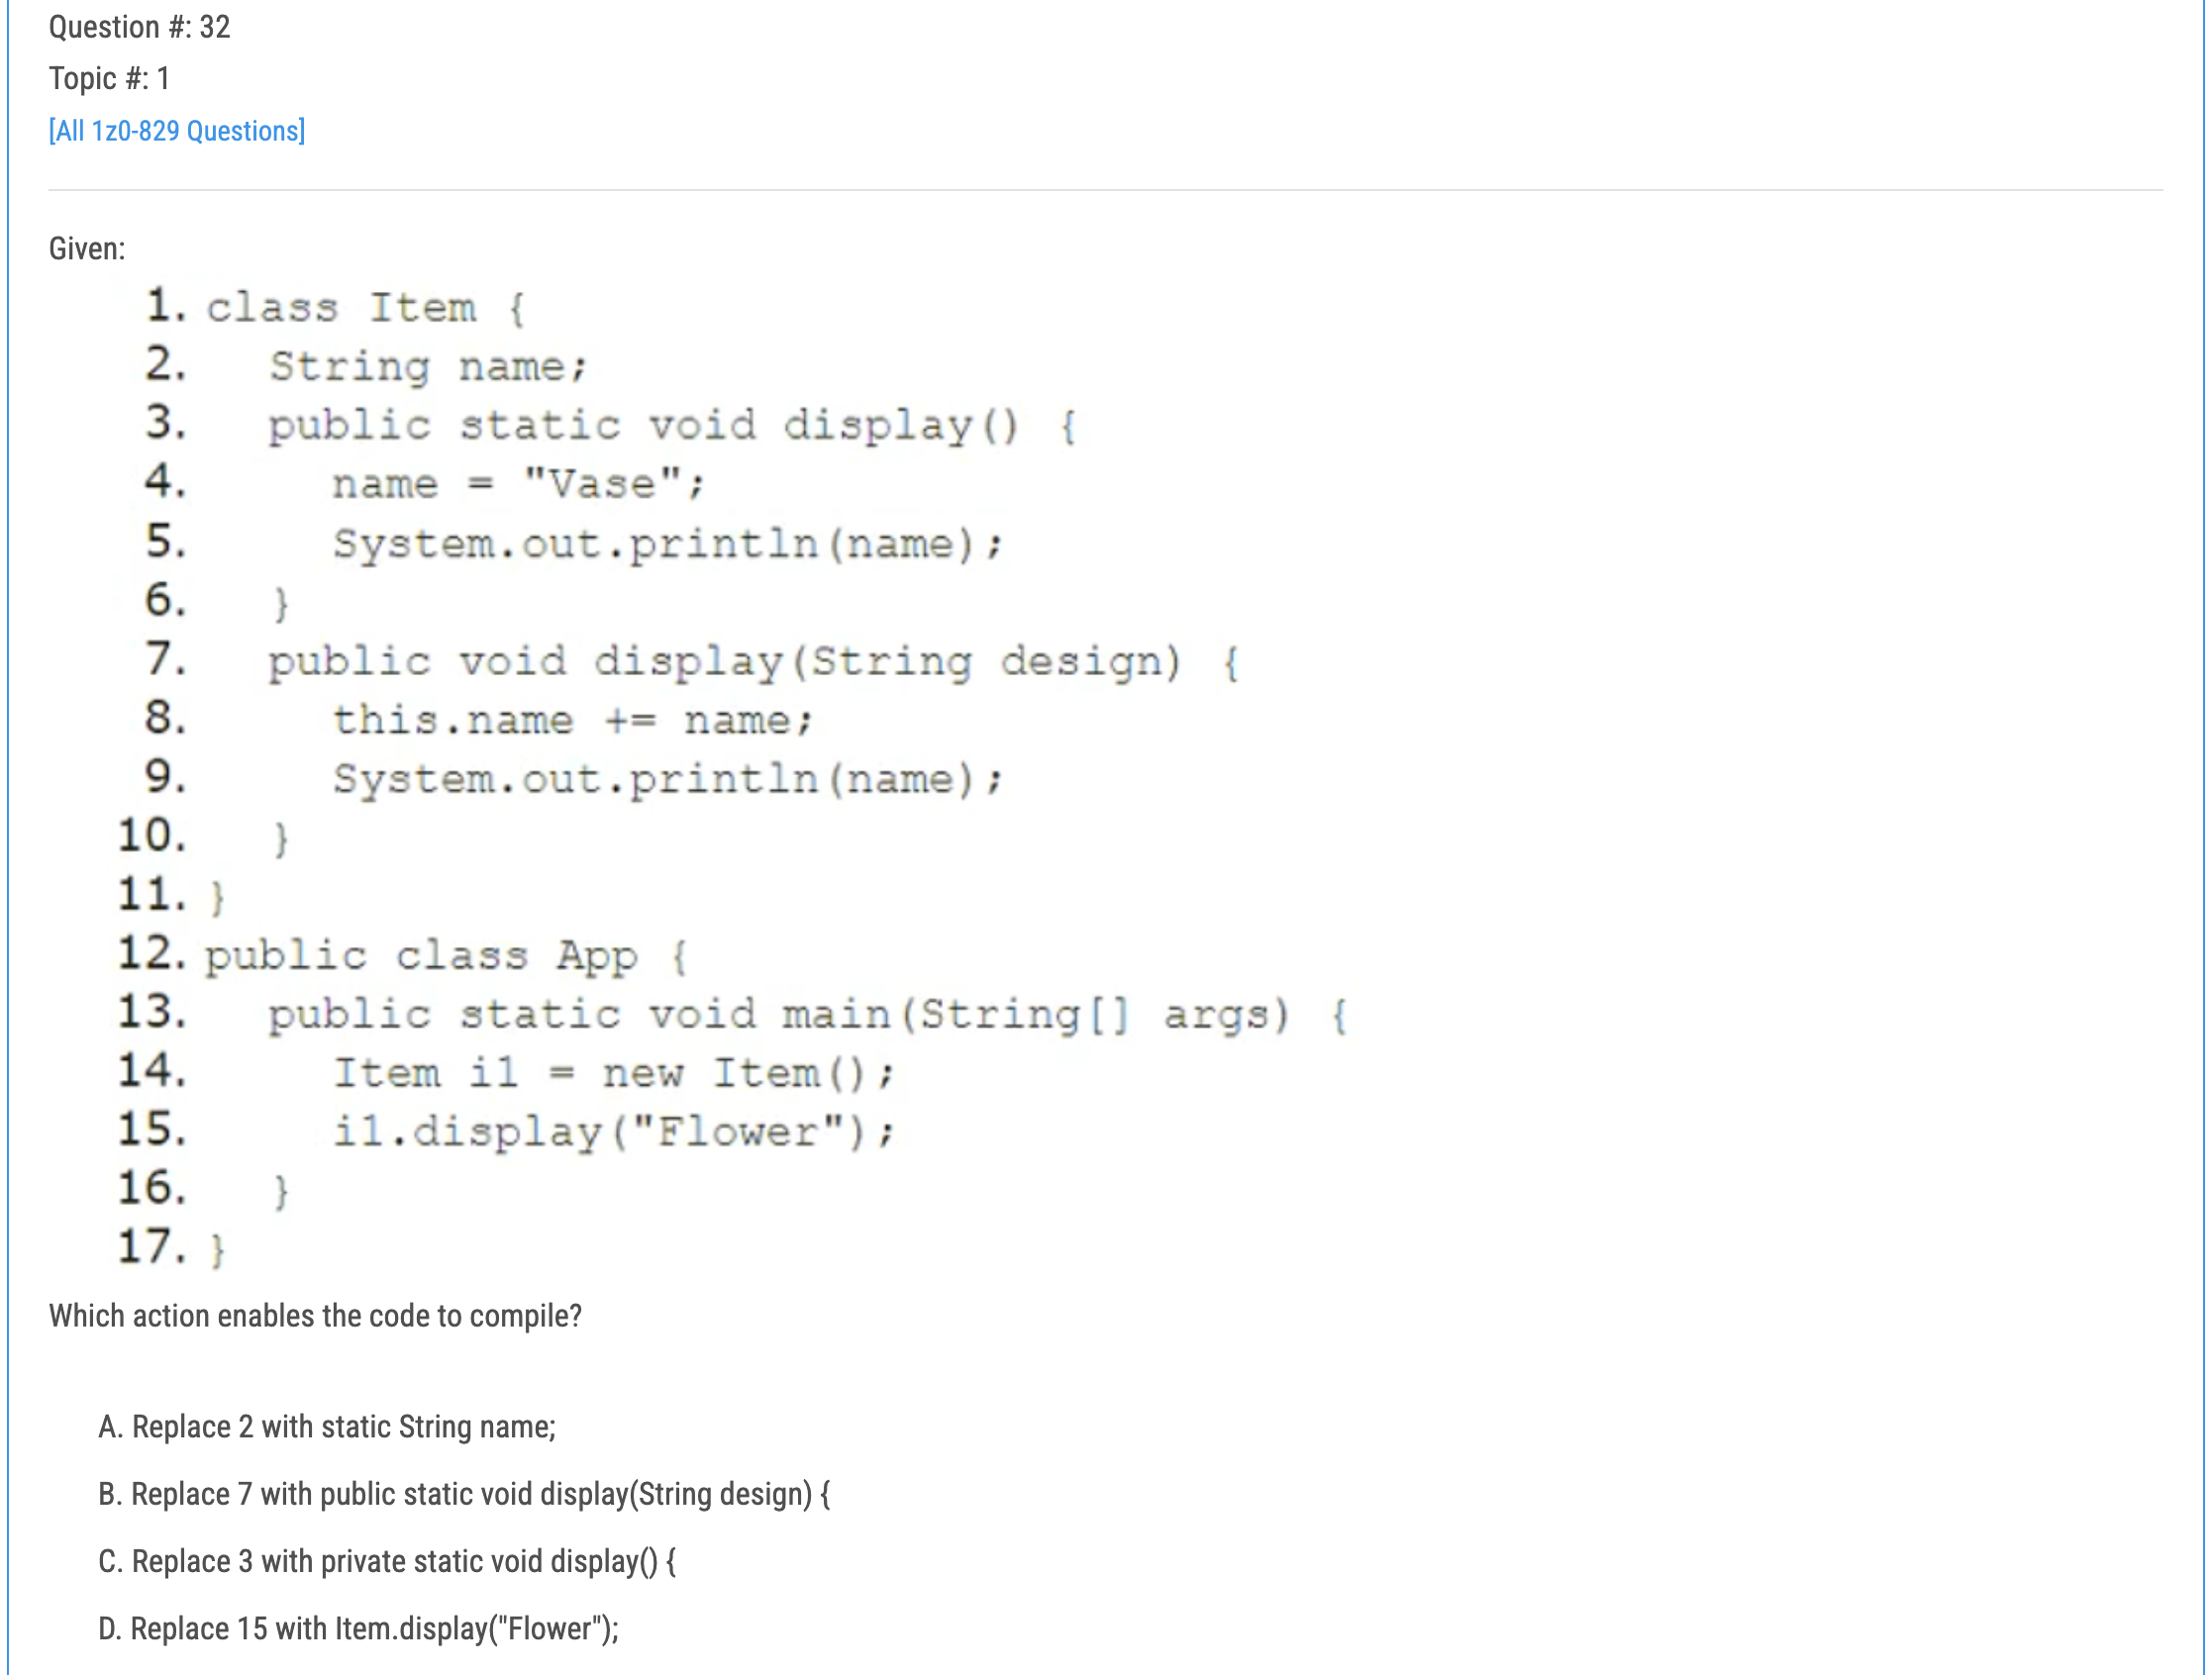 Question #: 32
Topic #: 1
[All 1z0-829 Questions]
Given:
1. class Item {
2.    String name;
3.    public static void display() {
4.       name = "Vase";
5.       System.out.println(name);
6.    }
7.    public void display(String design) {
8.       this.name += name;
9.       System.out.println(name);
10.    }
11. }
12. public class App {
13.    public static void main(String[] args) {
14.       Item i1 = new Item();
15.       i1.display("Flower");
16.    }
17. }
Which action enables the code to compile?
A. Replace 2 with static String name;
B. Replace 7 with public static void display(String design) {
C. Replace 3 with private static void display() {
D. Replace 15 with Item.display("Flower");